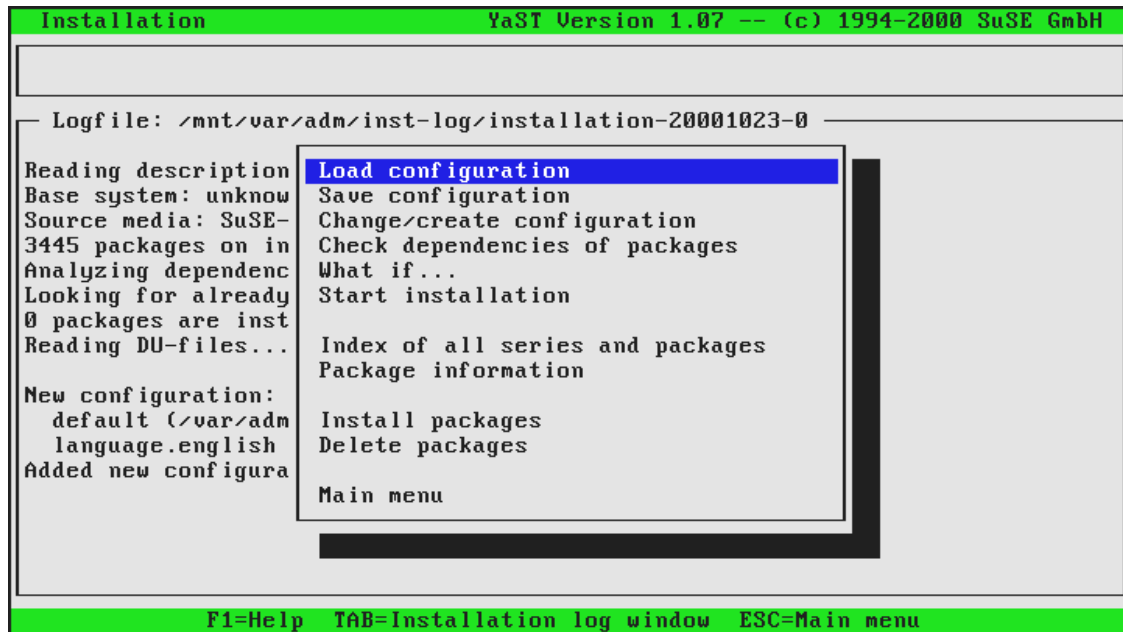 Installation YaST Version 1.07 -- (c) 1994-2000 SuSE GmbH
Logfile: /mnt/var/adm/inst-log/installation-20001023-0
Reading description
Base system: unknow
Source media: SuSE-
3445 packages on in
Analyzing dependenc
Looking for already
0 packages are inst
Reading DU-files...
New configuration:
default (/var/adm
language.english
Added new configura
Load configuration
Save configuration
Change/create configuration
Check dependencies of packages
What if...
Start installation
Index of all series and packages
Package information
Install packages
Delete packages
Main menu
F1=Help TAB=Installation log window ESC=Main menu